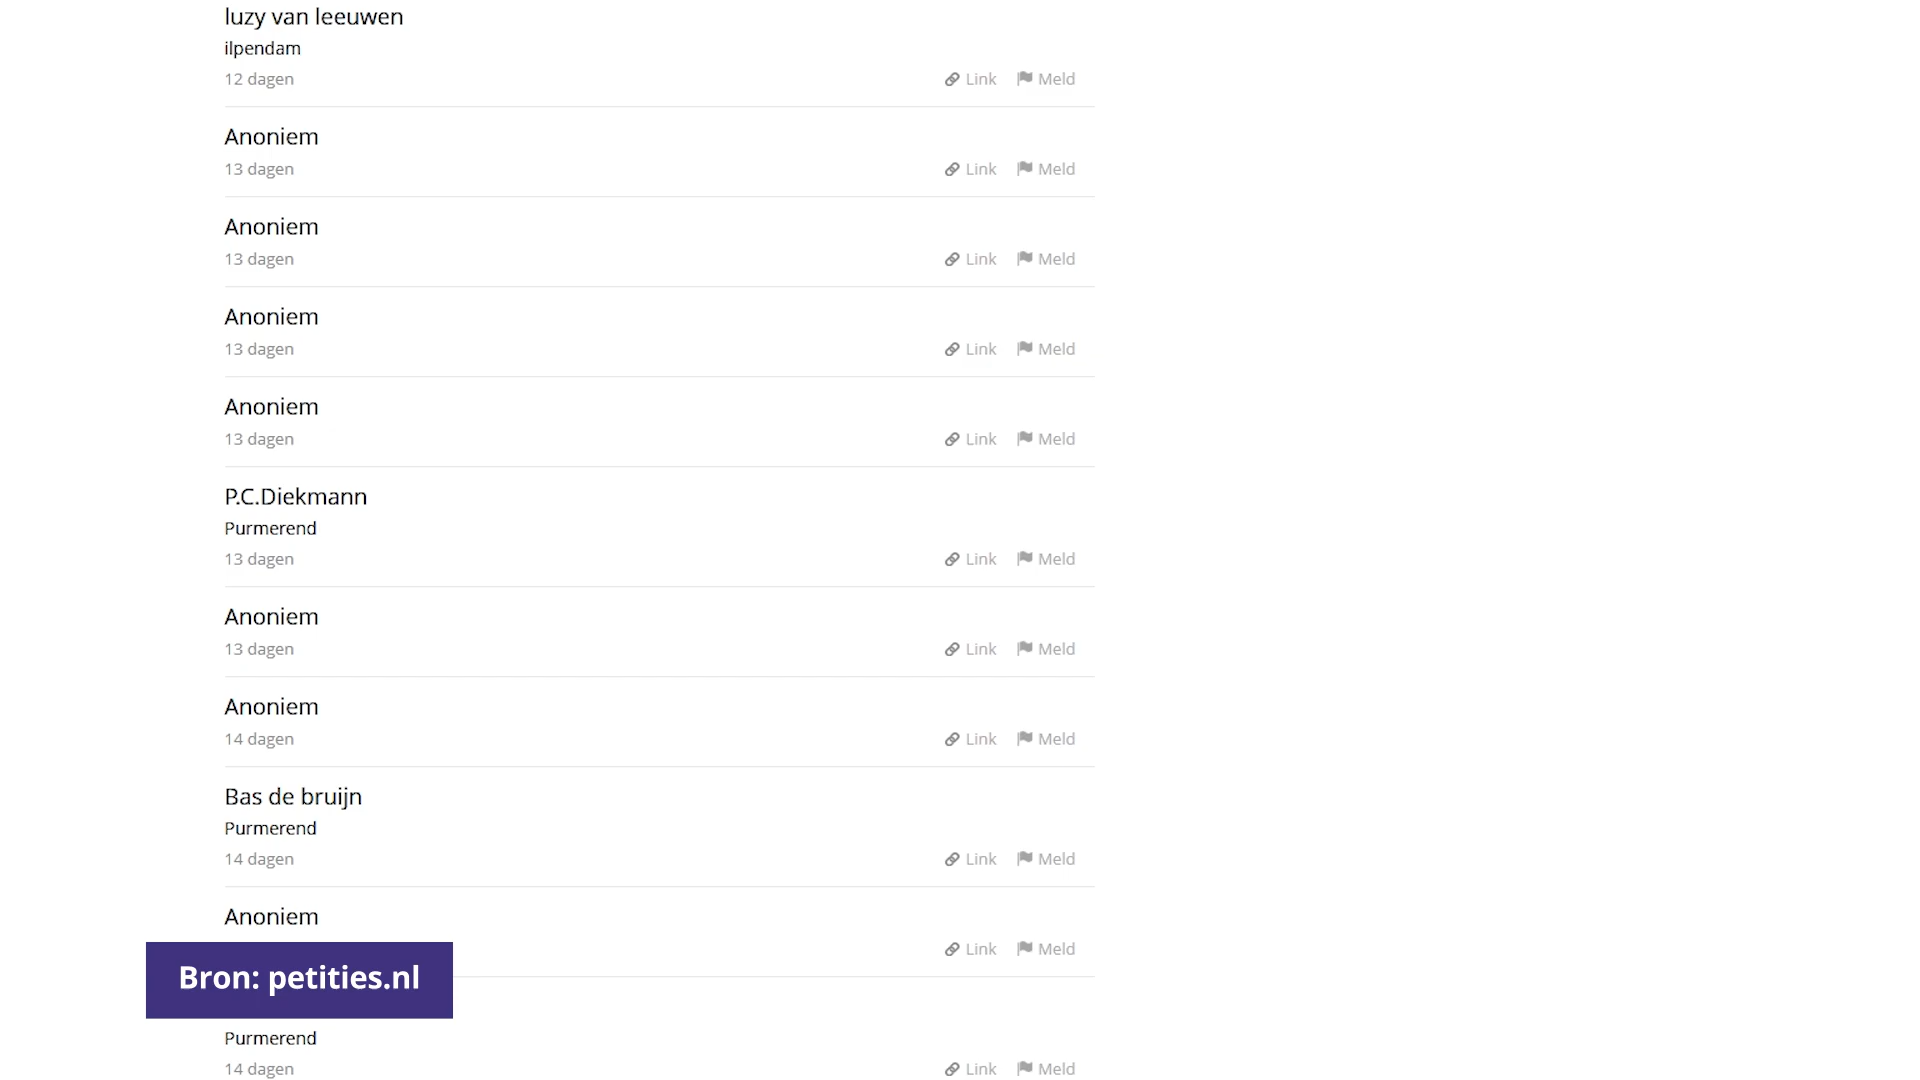 luzy van leeuwen
ilpendam
12 dagen Link Meld
Anoniem
13 dagen Link Meld
Anoniem
13 dagen Link Meld
Anoniem
13 dagen Link Meld
Anoniem
13 dagen Link Meld
P.C.Diekmann
Purmerend
13 dagen Link Meld
Anoniem
13 dagen Link Meld
Anoniem
14 dagen Link Meld
Bas de bruijn
Purmerend
14 dagen Link Meld
Anoniem
Link Meld
Bron: petities.nl
Purmerend
14 dagen Link Meld